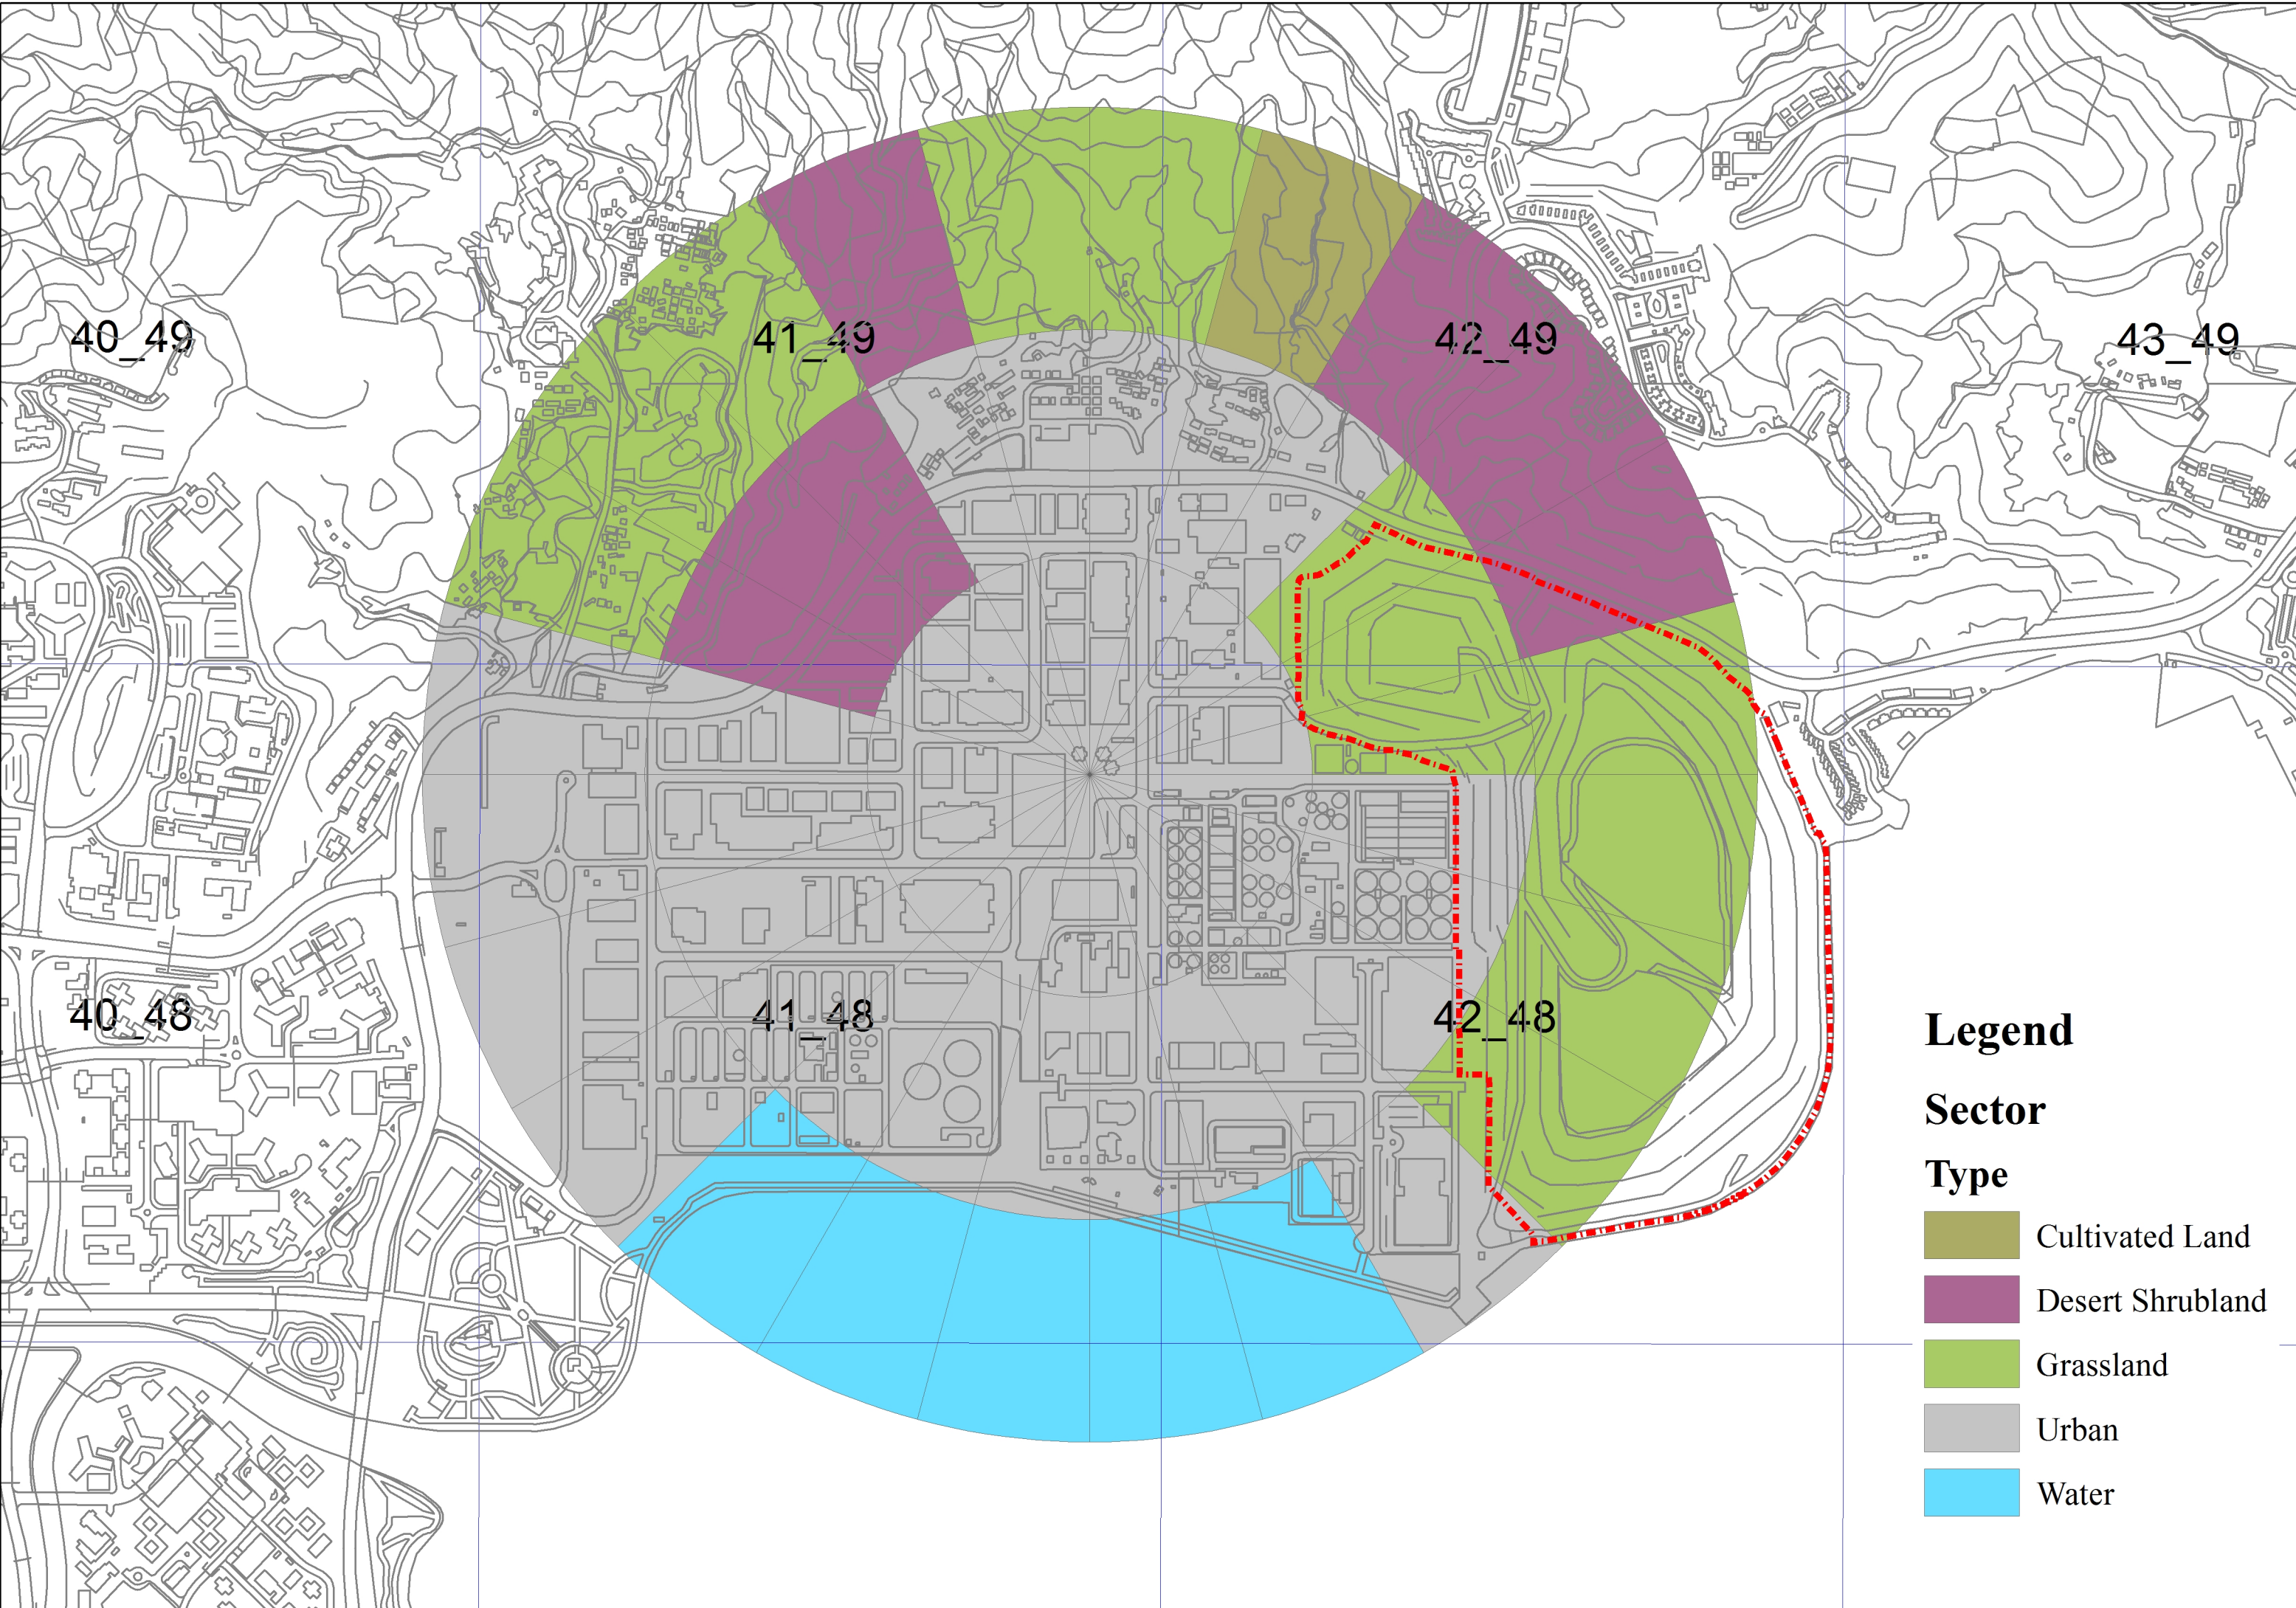 40_49
41_49
42_49
43_49
40_48
41_48
42_48
Legend
Sector
Type
Cultivated Land
Desert Shrubland
Grassland
Urban
Water